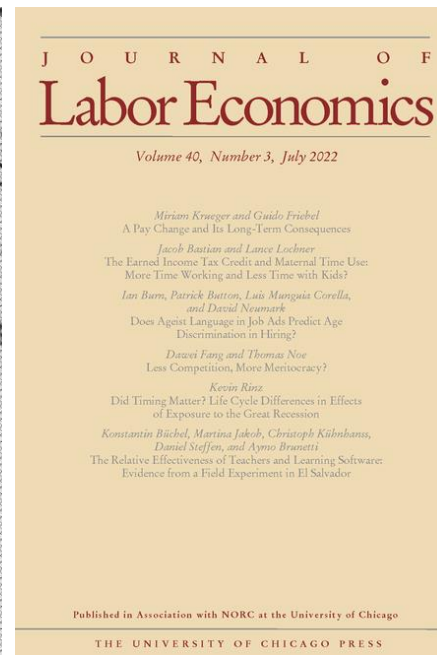 JOURNAL OF
Labor Economics
Volume 40, Number 3, July 2022
Miriam Krueger and Guido Friebel
A Pay Change and Its Long-Term Consequences
Jacob Bastian and Lance Lochner
The Earned Income Tax Credit and Maternal Time Use:
More Time Working and Less Time with Kids?
Ian Burn, Patrick Button, Luis Munguia Corella,
and David Neumark
Does Ageist Language in Job Ads Predict Age
Discrimination in Hiring?
Dawei Fang and Thomas Noe
Less Competition, More Meritocracy?
Kevin Rinz
Did Timing Matter? Life Cycle Differences in Effects
of Exposure to the Great Recession
Konstantin Büchel, Martina Jakob, Christoph Kühnhanss,
Daniel Steffen, and Aymo Brunetti
The Relative Effectiveness of Teachers and Learning Software:
Evidence from a Field Experiment in El Salvador
Published in Association with NORC at the University of Chicago
THE UNIVERSITY OF CHICAGO PRESS